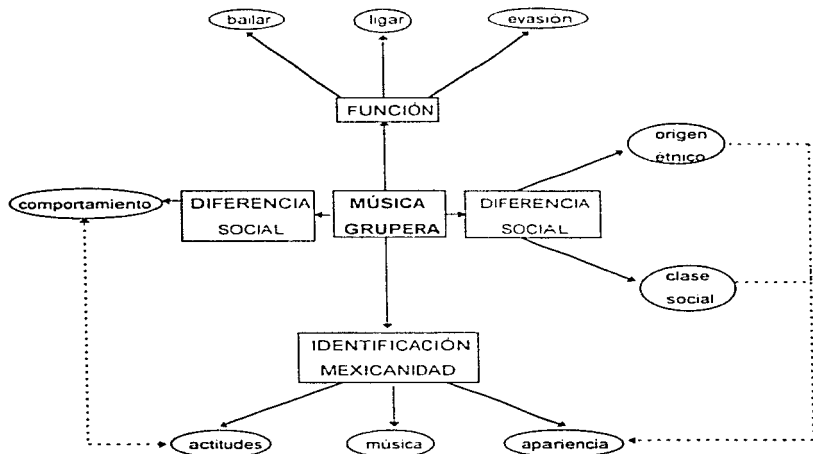 bailar
ligar
evasión
FUNCIÓN
origen
étnico
comportamiento
DIFERENCIA
SOCIAL
MÚSICA
GRUPERA
DIFERENCIA
SOCIAL
clase
social
IDENTIFICACIÓN
MEXICANIDAD
actitudes
música
apariencia